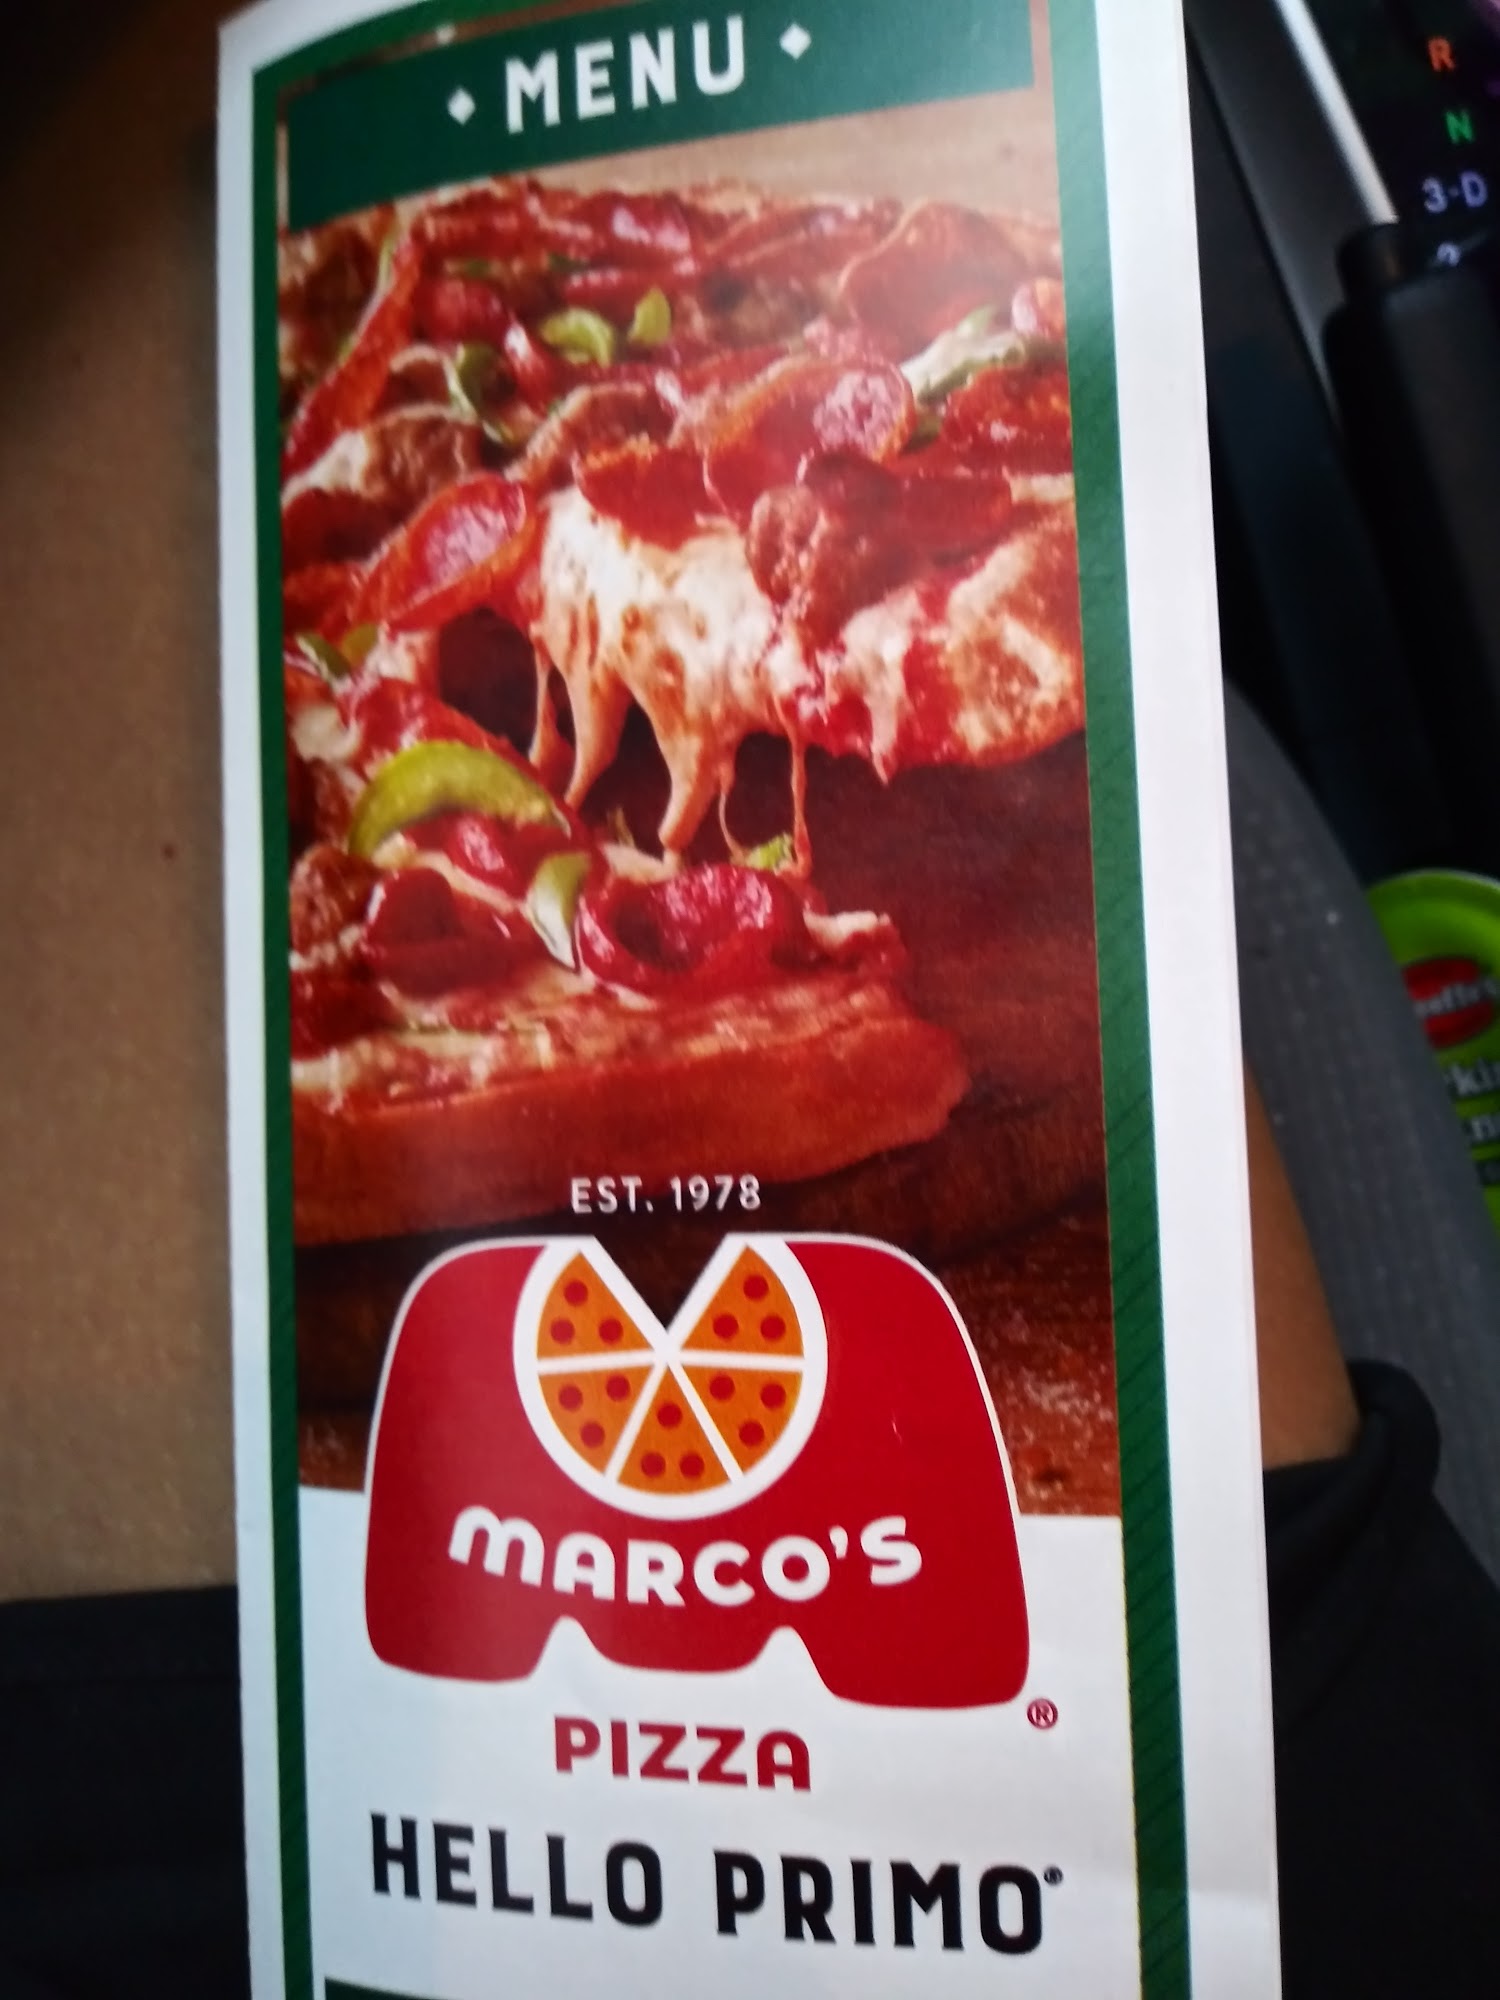 MENU
R
N
3-D
EST. 1978
MARCO'S
®
PIZZA
HELLO PRIMO®